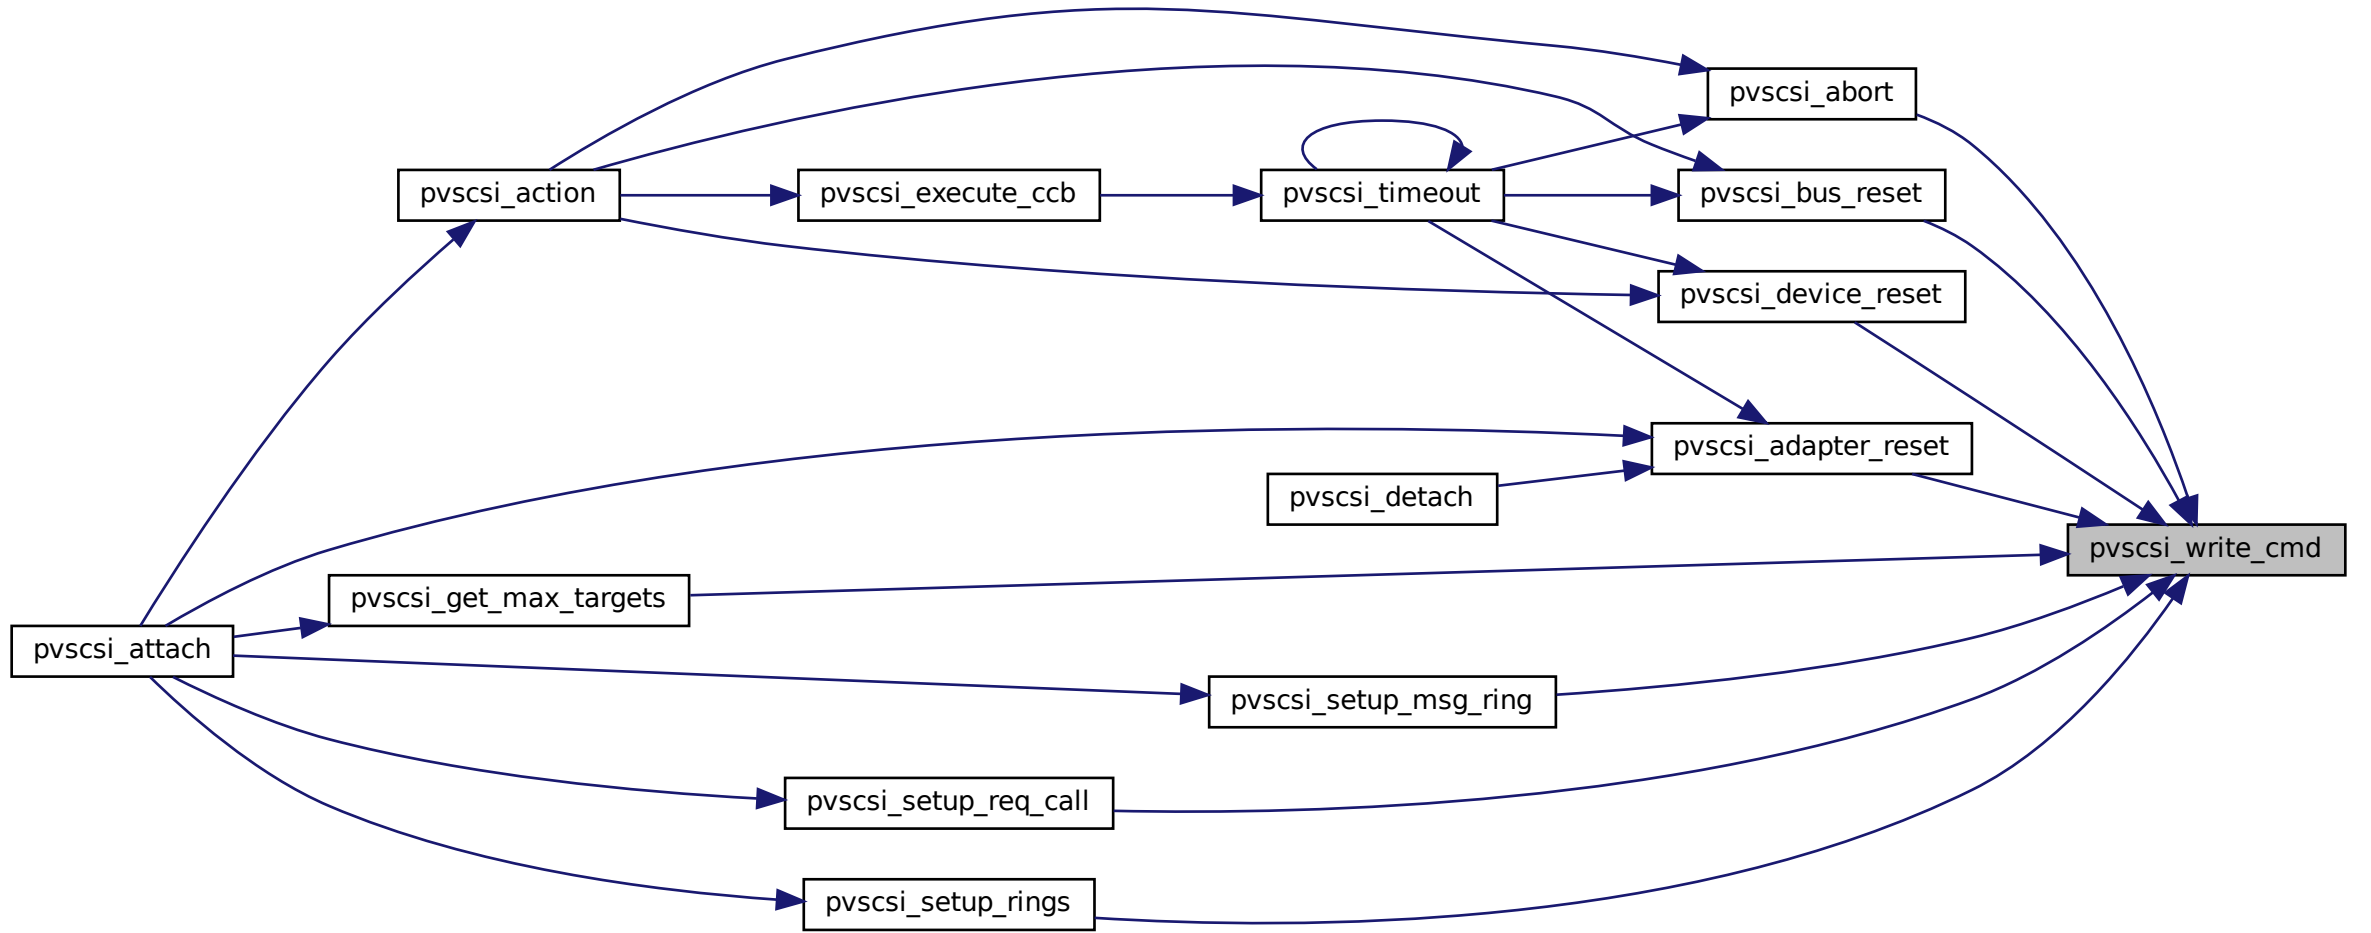 pvscsi_abort
pvscsi_action
pvscsi_execute_ccb
pvscsi_timeout
pvscsi_bus_reset
pvscsi_device_reset
pvscsi_adapter_reset
pvscsi_detach
pvscsi_write_cmd
pvscsi_get_max_targets
pvscsi_attach
pvscsi_setup_msg_ring
pvscsi_setup_req_call
pvscsi_setup_rings